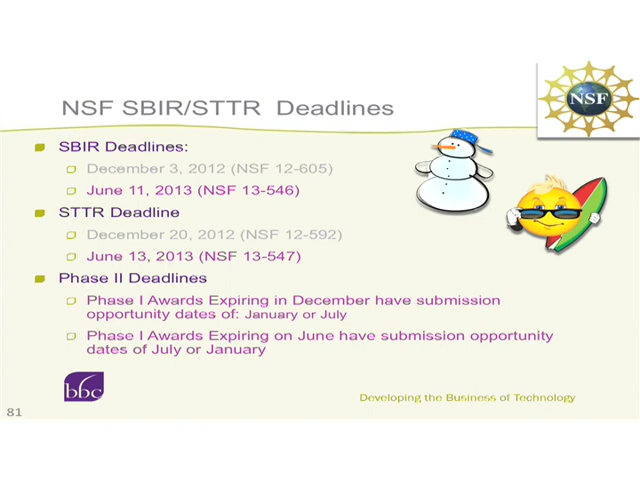 NSF SBIR/STTR Deadlines
NSF
SBIR Deadlines:
December 3, 2012 (NSF 12-605)
June 11, 2013 (NSF 13-546)
STTR Deadline
December 20, 2012 (NSF 12-592)
June 13, 2013 (NSF 13-547)
Phase II Deadlines
Phase I Awards Expiring in December have submission
opportunity dates of: January or July
Phase I Awards Expiring on June have submission opportunity
dates of July or January
bbc
Developing the Business of Technology
81